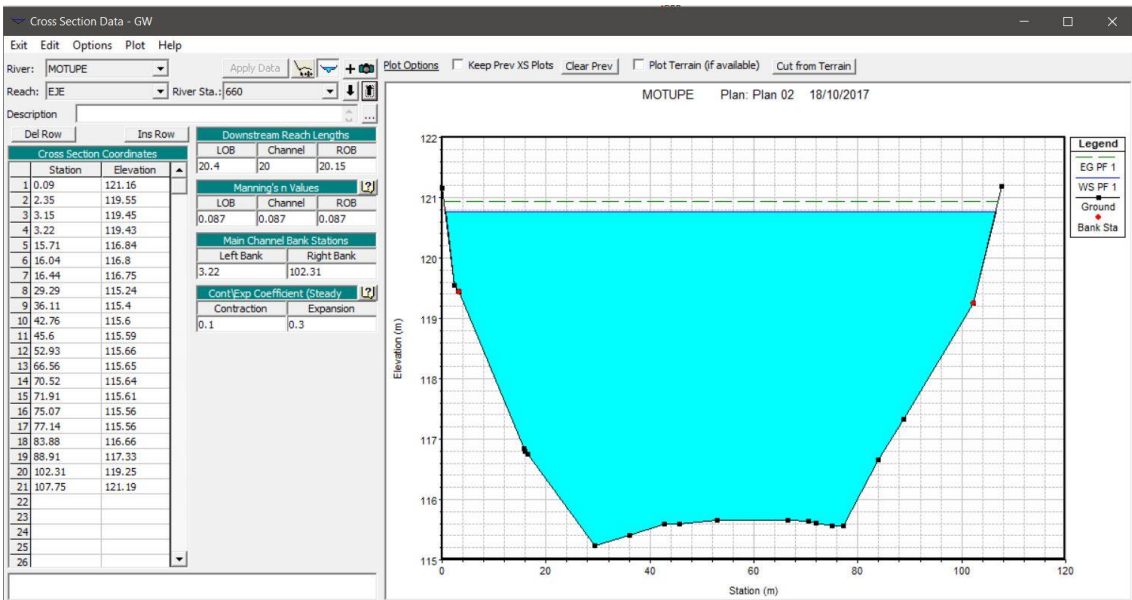 Cross Section Data - GW
Exit Edit Options Plot Help
River: MOTUPE
Apply Data
Plot Options Keep Prev XS Plots Clear Prev Plot Terrain (if available) Cut from Terrain
Reach: EJE River Sta.: 660
Description ...
Del Row Ins Row
Cross Section Coordinates
Station Elevation
1 0.09 121.16
2 2.35 119.55
3 3.15 119.45
4 3.22 119.43
5 15.71 116.84
6 16.04 116.8
7 16.44 116.75
8 29.29 115.24
9 36.11 115.4
10 42.76 115.6
11 45.6 115.59
12 52.93 115.66
13 66.56 115.65
14 70.52 115.64
15 71.91 115.61
16 75.07 115.56
17 77.14 115.56
18 83.88 116.66
19 88.91 117.33
20 102.31 119.25
21 107.75 121.19
22
23
24
25
26
Downstream Reach Lengths
LOB Channel ROB
20.4 20 20.15
Manning's n Values ?
LOB Channel ROB
0.087 0.087 0.087
Main Channel Bank Stations
Left Bank Right Bank
3.22 102.31
Cont\Exp Coefficient (Steady ?
Contraction Expansion
0.1 0.3
MOTUPE Plan: Plan 02 18/10/2017
122
121
120
119
118
117
116
115
Elevation (m)
0 20 40 60 80 100 120
Station (m)
Legend
EG PF 1
WS PF 1
Ground
Bank Sta